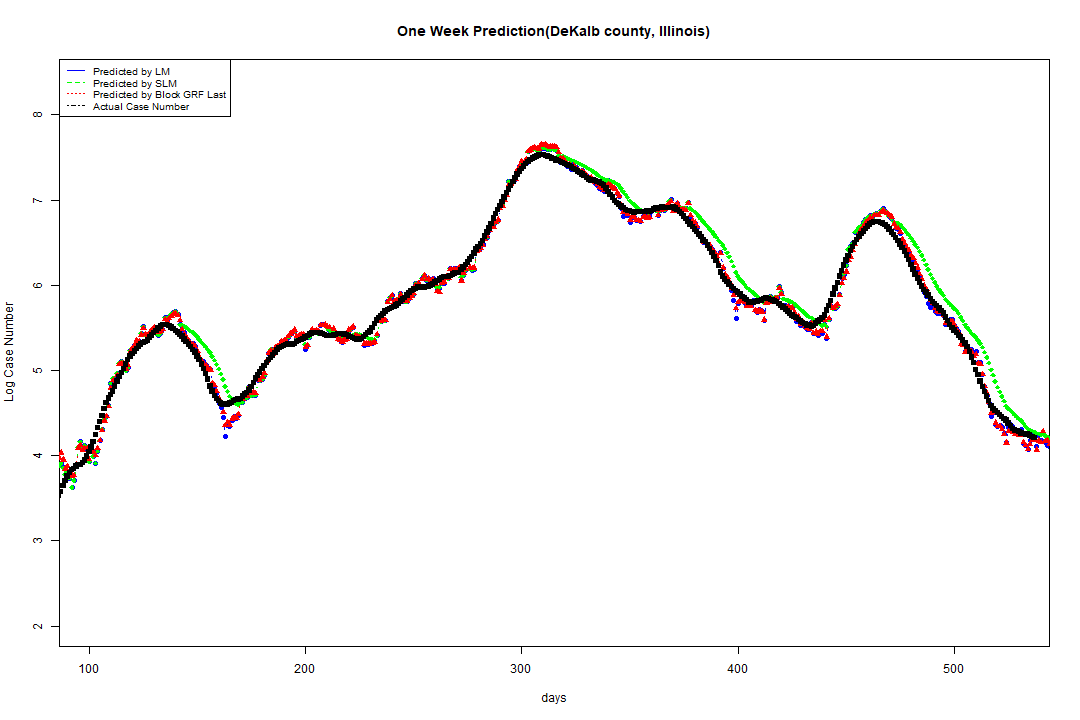 One Week Prediction(DeKalb county, Illinois)
Predicted by LM
Predicted by SLM
Predicted by Block GRF Last
Actual Case Number
8
7
6
5
4
3
2
Log Case Number
100 200 300 400 500
days